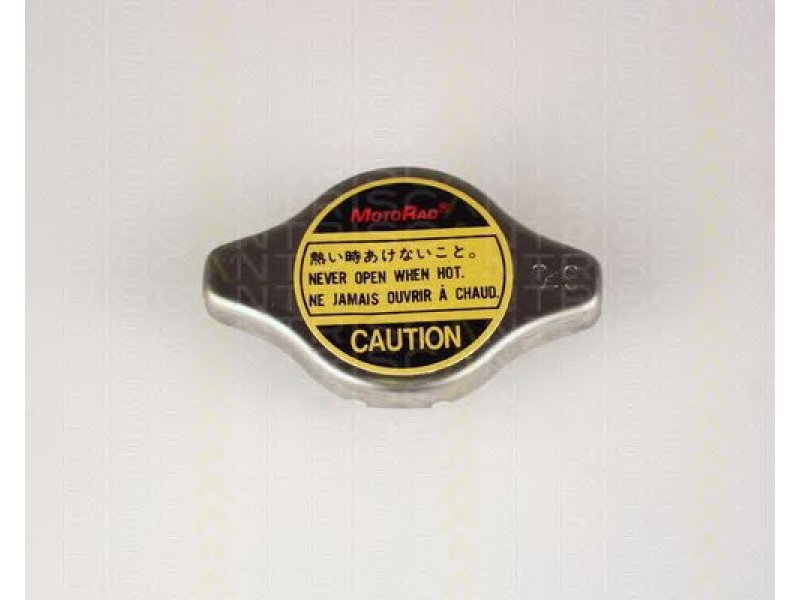 MOTORAD®
熱い時あけないこと。
NEVER OPEN WHEN HOT.
NE JAMAIS OUVRIR À CHAUD.
CAUTION